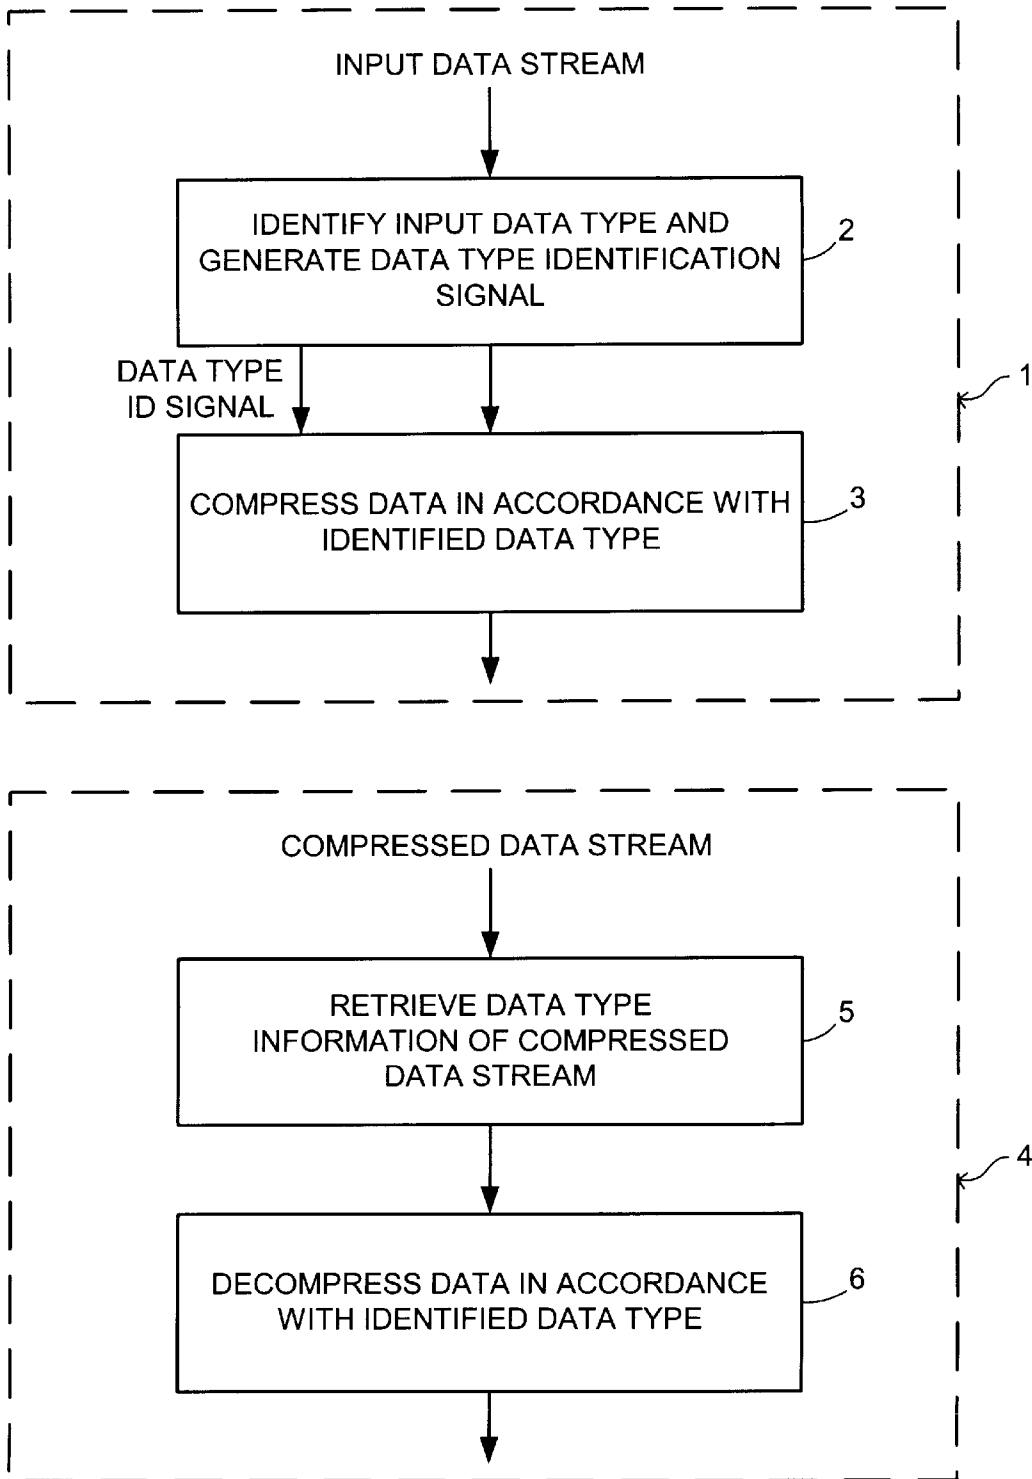 INPUT DATA STREAM
IDENTIFY INPUT DATA TYPE AND
GENERATE DATA TYPE IDENTIFICATION
SIGNAL
2
DATA TYPE
ID SIGNAL
1
COMPRESS DATA IN ACCORDANCE WITH
IDENTIFIED DATA TYPE
3
COMPRESSED DATA STREAM
RETRIEVE DATA TYPE
INFORMATION OF COMPRESSED
DATA STREAM
5
4
DECOMPRESS DATA IN ACCORDANCE
WITH IDENTIFIED DATA TYPE
6